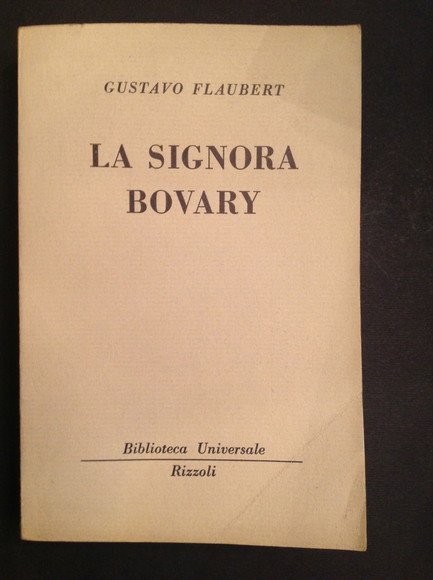 GUSTAVO FLAUBERT
LA SIGNORA
BOVARY
Biblioteca Universale
Rizzoli